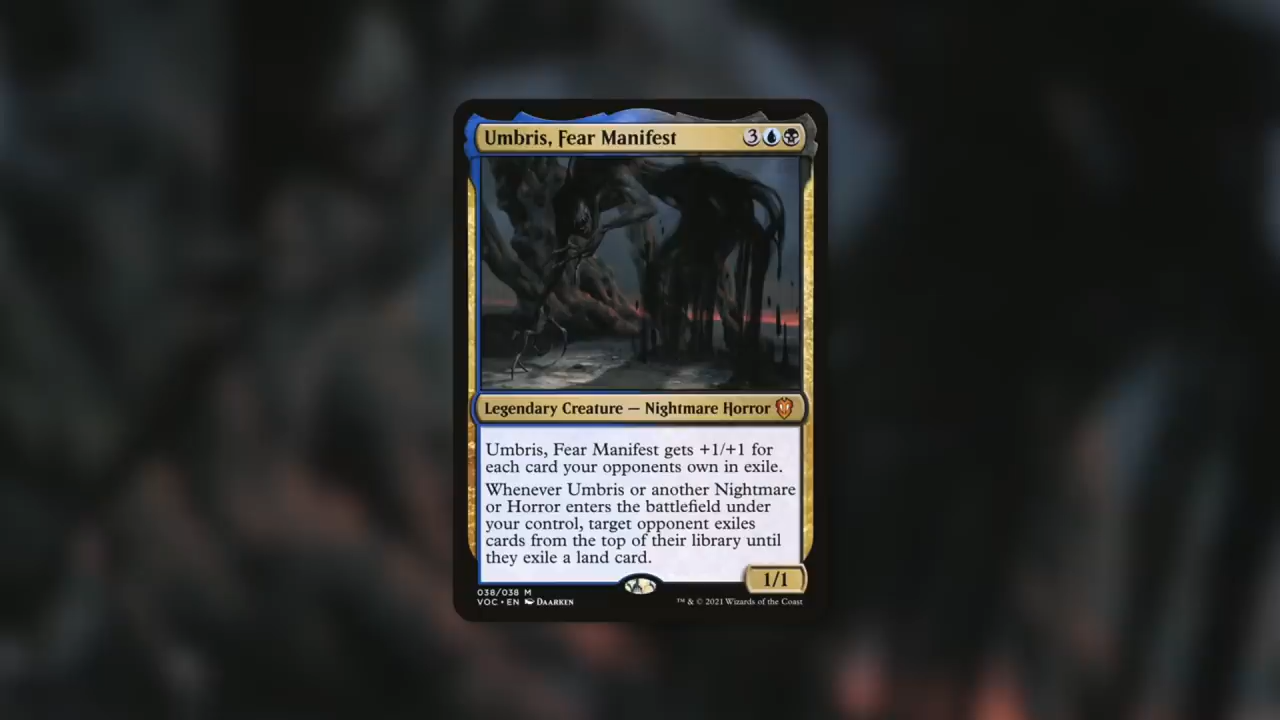 Umbris, Fear Manifest 3
Legendary Creature — Nightmare Horror
Umbris, Fear Manifest gets +1/+1 for
each card your opponents own in exile.
Whenever Umbris or another Nightmare
or Horror enters the battlefield under
your control, target opponent exiles
cards from the top of their library until
they exile a land card.
1/1
038/038 M
VOC • EN DAARKEN
™ & © 2021 Wizards of the Coast